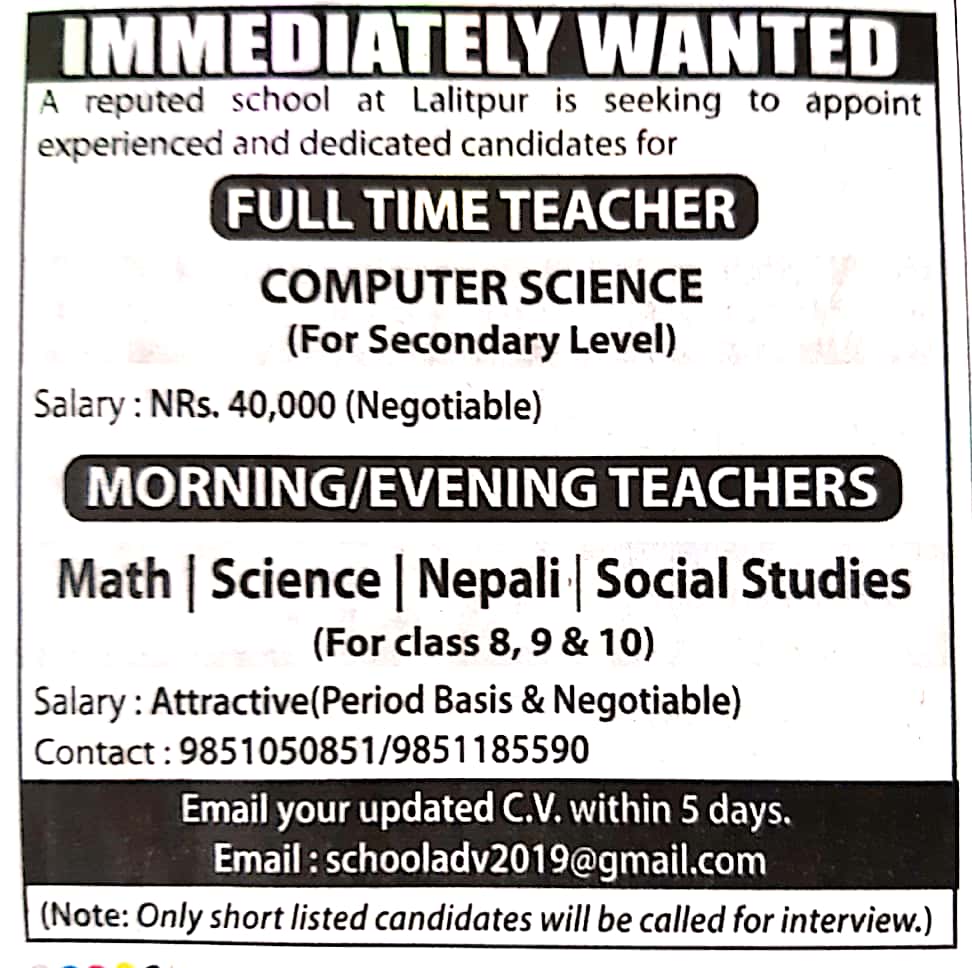 IMMEDIATELY WANTED
A reputed school at Lalitpur is seeking to appoint
experienced and dedicated candidates for
FULL TIME TEACHER
COMPUTER SCIENCE
(For Secondary Level)
Salary : NRs. 40,000 (Negotiable)
MORNING/EVENING TEACHERS
Math | Science | Nepali | Social Studies
(For class 8, 9 & 10)
Salary : Attractive(Period Basis & Negotiable)
Contact : 9851050851/9851185590
Email your updated C.V. within 5 days.
Email : schooladv2019@gmail.com
(Note: Only short listed candidates will be called for interview.)